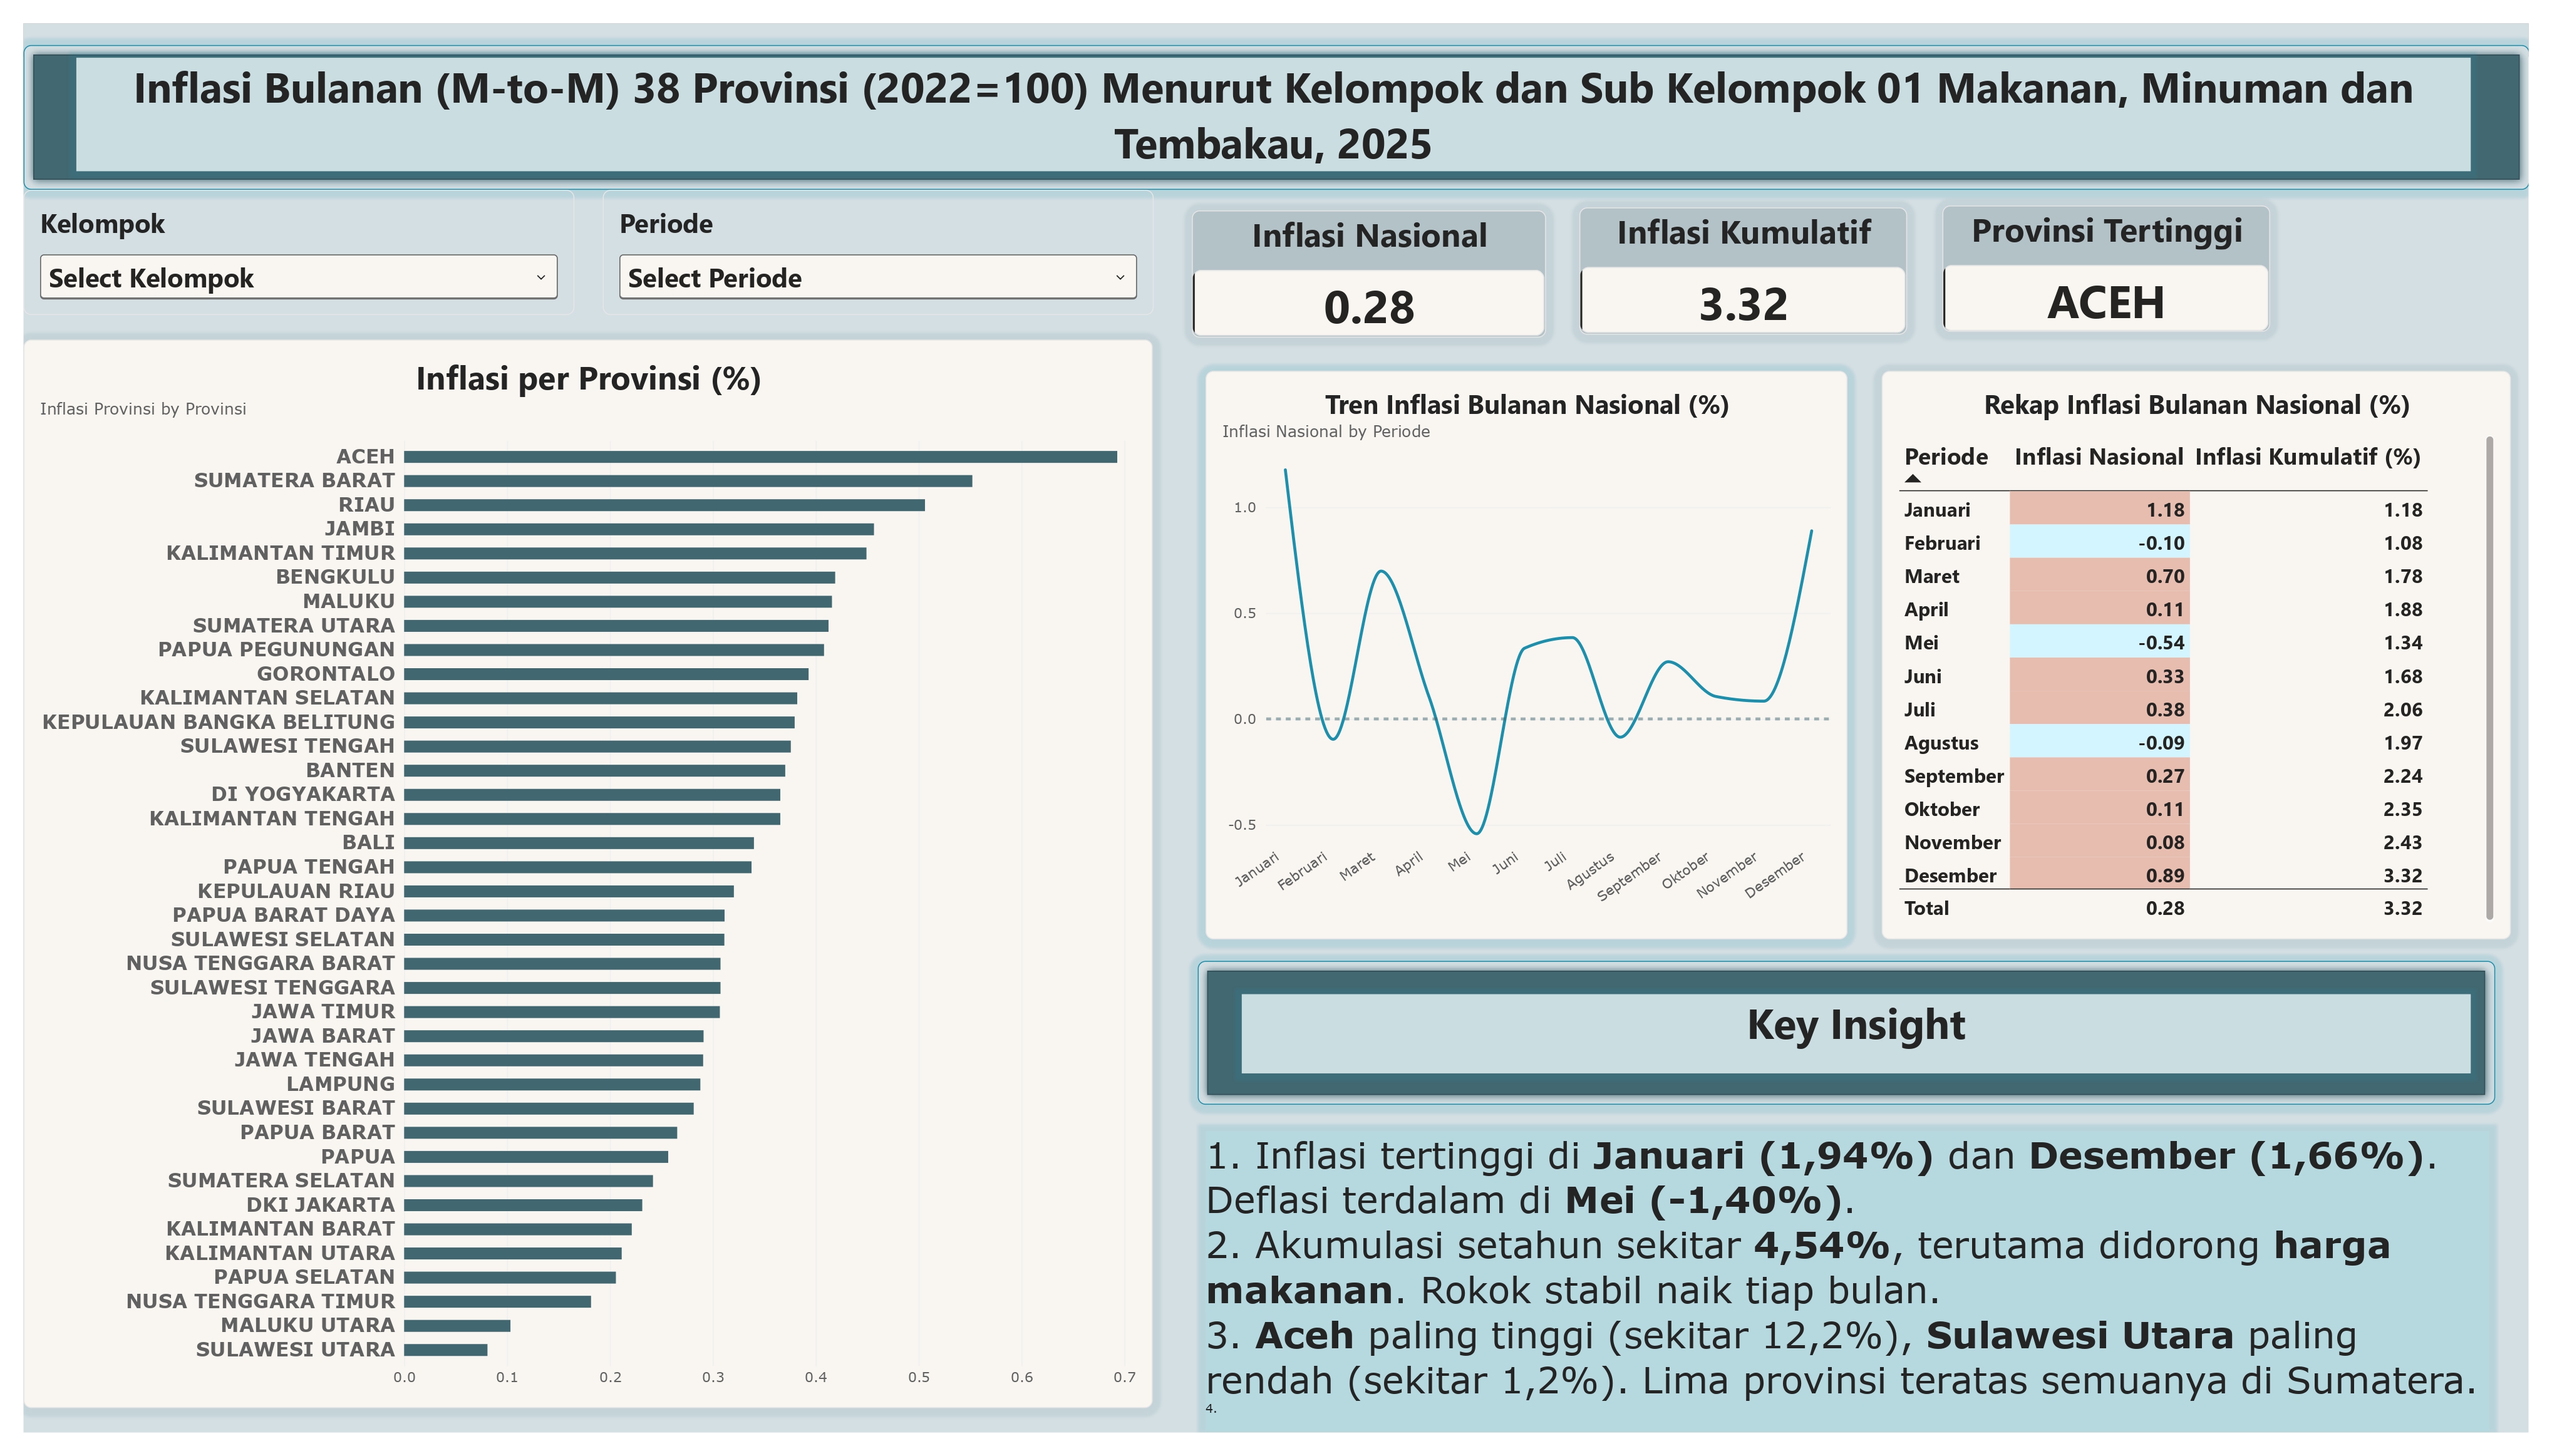 Inflasi Bulanan (M-to-M) 38 Provinsi (2022=100) Menurut Kelompok dan Sub Kelompok 01 Makanan, Minuman dan
Tembakau, 2025
Kelompok
Select Kelompok
Periode
Select Periode
Inflasi Nasional
0.28
Inflasi Kumulatif
3.32
Provinsi Tertinggi
ACEH
Inflasi per Provinsi (%)
Inflasi Provinsi by Provinsi
ACEH
SUMATERA BARAT
RIAU
JAMBI
KALIMANTAN TIMUR
BENGKULU
MALUKU
SUMATERA UTARA
PAPUA PEGUNUNGAN
GORONTALO
KALIMANTAN SELATAN
KEPULAUAN BANGKA BELITUNG
SULAWESI TENGAH
BANTEN
DI YOGYAKARTA
KALIMANTAN TENGAH
BALI
PAPUA TENGAH
KEPULAUAN RIAU
PAPUA BARAT DAYA
SULAWESI SELATAN
NUSA TENGGARA BARAT
SULAWESI TENGGARA
JAWA TIMUR
JAWA BARAT
JAWA TENGAH
LAMPUNG
SULAWESI BARAT
PAPUA BARAT
PAPUA
SUMATERA SELATAN
DKI JAKARTA
KALIMANTAN BARAT
KALIMANTAN UTARA
PAPUA SELATAN
NUSA TENGGARA TIMUR
MALUKU UTARA
SULAWESI UTARA
0.0 0.1 0.2 0.3 0.4 0.5 0.6 0.7
Tren Inflasi Bulanan Nasional (%)
Inflasi Nasional by Periode
1.0
0.5
0.0
-0.5
Januari Februari Maret April Mei Juni Juli Agustus September Oktober November Desember
Rekap Inflasi Bulanan Nasional (%)
Periode Inflasi Nasional Inflasi Kumulatif (%)
Januari 1.18 1.18
Februari -0.10 1.08
Maret 0.70 1.78
April 0.11 1.88
Mei -0.54 1.34
Juni 0.33 1.68
Juli 0.38 2.06
Agustus -0.09 1.97
September 0.27 2.24
Oktober 0.11 2.35
November 0.08 2.43
Desember 0.89 3.32
Total 0.28 3.32
Key Insight
1. Inflasi tertinggi di Januari (1,94%) dan Desember (1,66%).
Deflasi terdalam di Mei (-1,40%).
2. Akumulasi setahun sekitar 4,54%, terutama didorong harga
makanan. Rokok stabil naik tiap bulan.
3. Aceh paling tinggi (sekitar 12,2%), Sulawesi Utara paling
rendah (sekitar 1,2%). Lima provinsi teratas semuanya di Sumatera.
4.